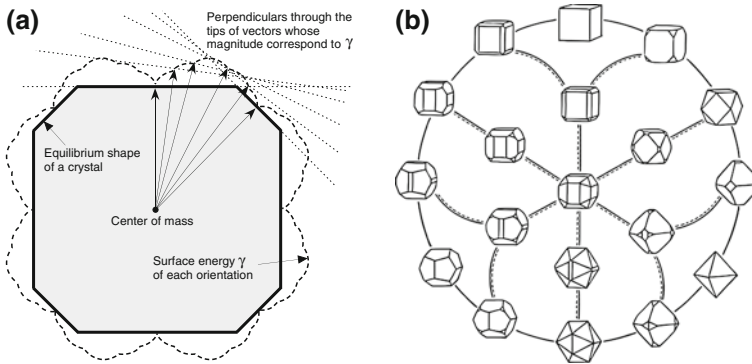 (a)
Perpendiculars through the
tips of vectors whose
magnitude correspond to γ
Equilibrium shape
of a crystal
Center of mass
Surface energy γ
of each orientation
(b)